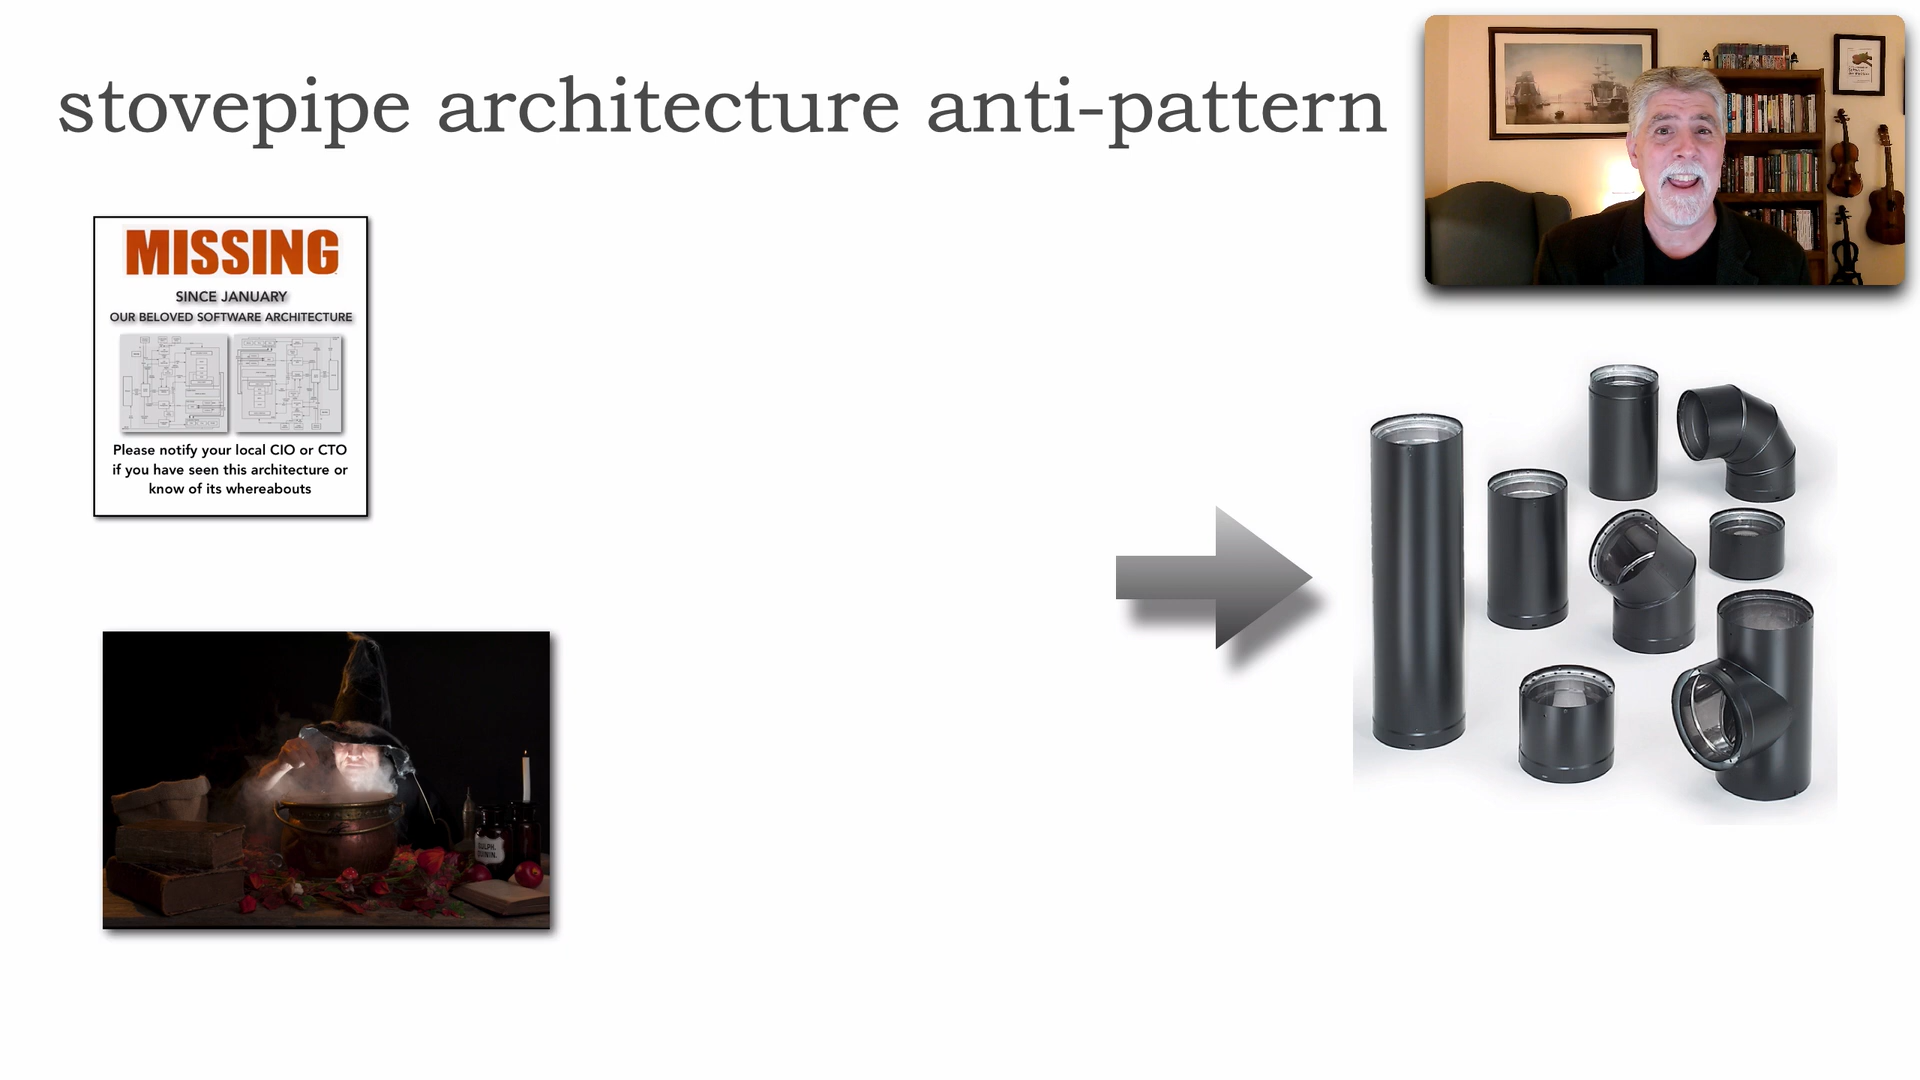 stovepipe architecture anti-pattern
MISSING
SINCE JANUARY
OUR BELOVED SOFTWARE ARCHITECTURE
Please notify your local CIO or CTO
if you have seen this architecture or
know of its whereabouts